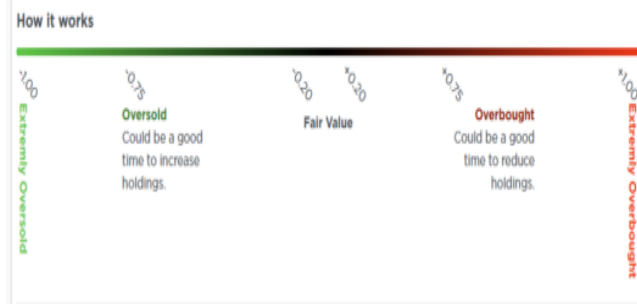 How it works
-1.00
-0.75
-0.20
+0.20
+0.75
+1.00
Extremly Oversold
Oversold
Could be a good
time to increase
holdings.
Fair Value
Overbought
Could be a good
time to reduce
holdings.
Extremly Overbought